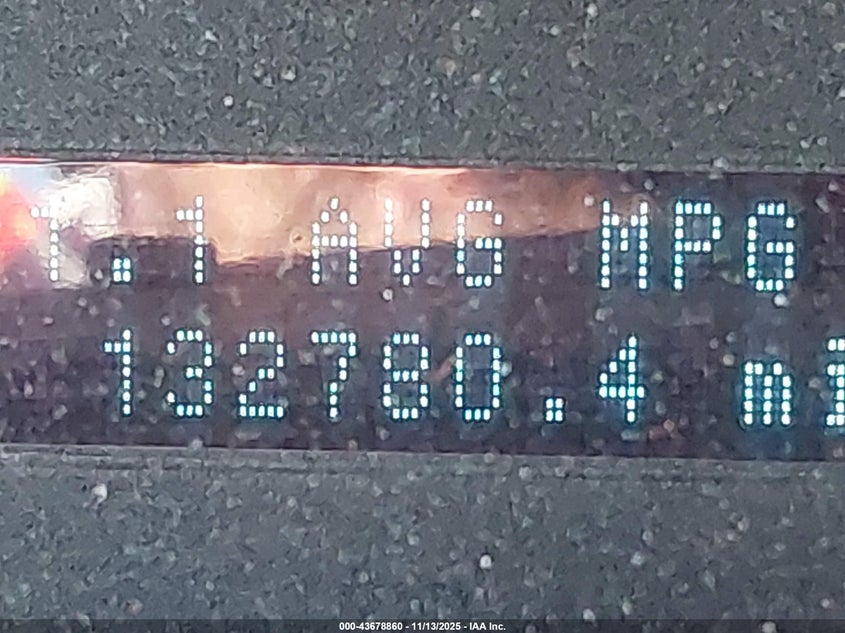 .1 AVG MPG
132780.4 mi
000-43678860 - 11/13/2025 - IAA Inc.